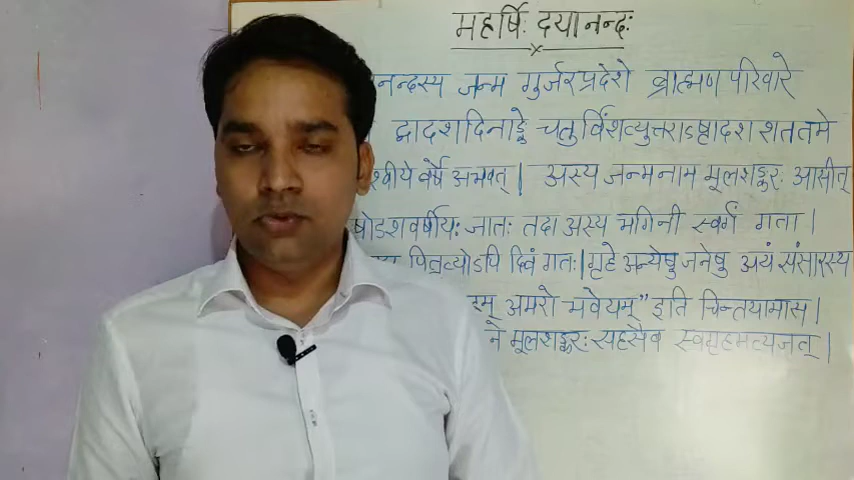 महर्षिः दयानन्दः
नन्दस्य जन्म गुर्जरप्रदेशे ब्राह्मण परिवारे
द्वादशदिनाङ्के चतुर्विंशत्युत्तराऽष्टादश शततमे
वर्षे अभवत्| अस्य जन्मनाम मूलशङ्करः आसीत्
षोडशवर्षीयः जातः तदा अस्य भगिनी स्वर्गं गता|
पितृव्योऽपि दिवं गतः|गृहे अन्येषु जनेषु अयं संसारस्य
अमरो भवेयम्" इति चिन्तयामास|
ने मूलशङ्करः सहसैव स्वगृहमत्यजत्|